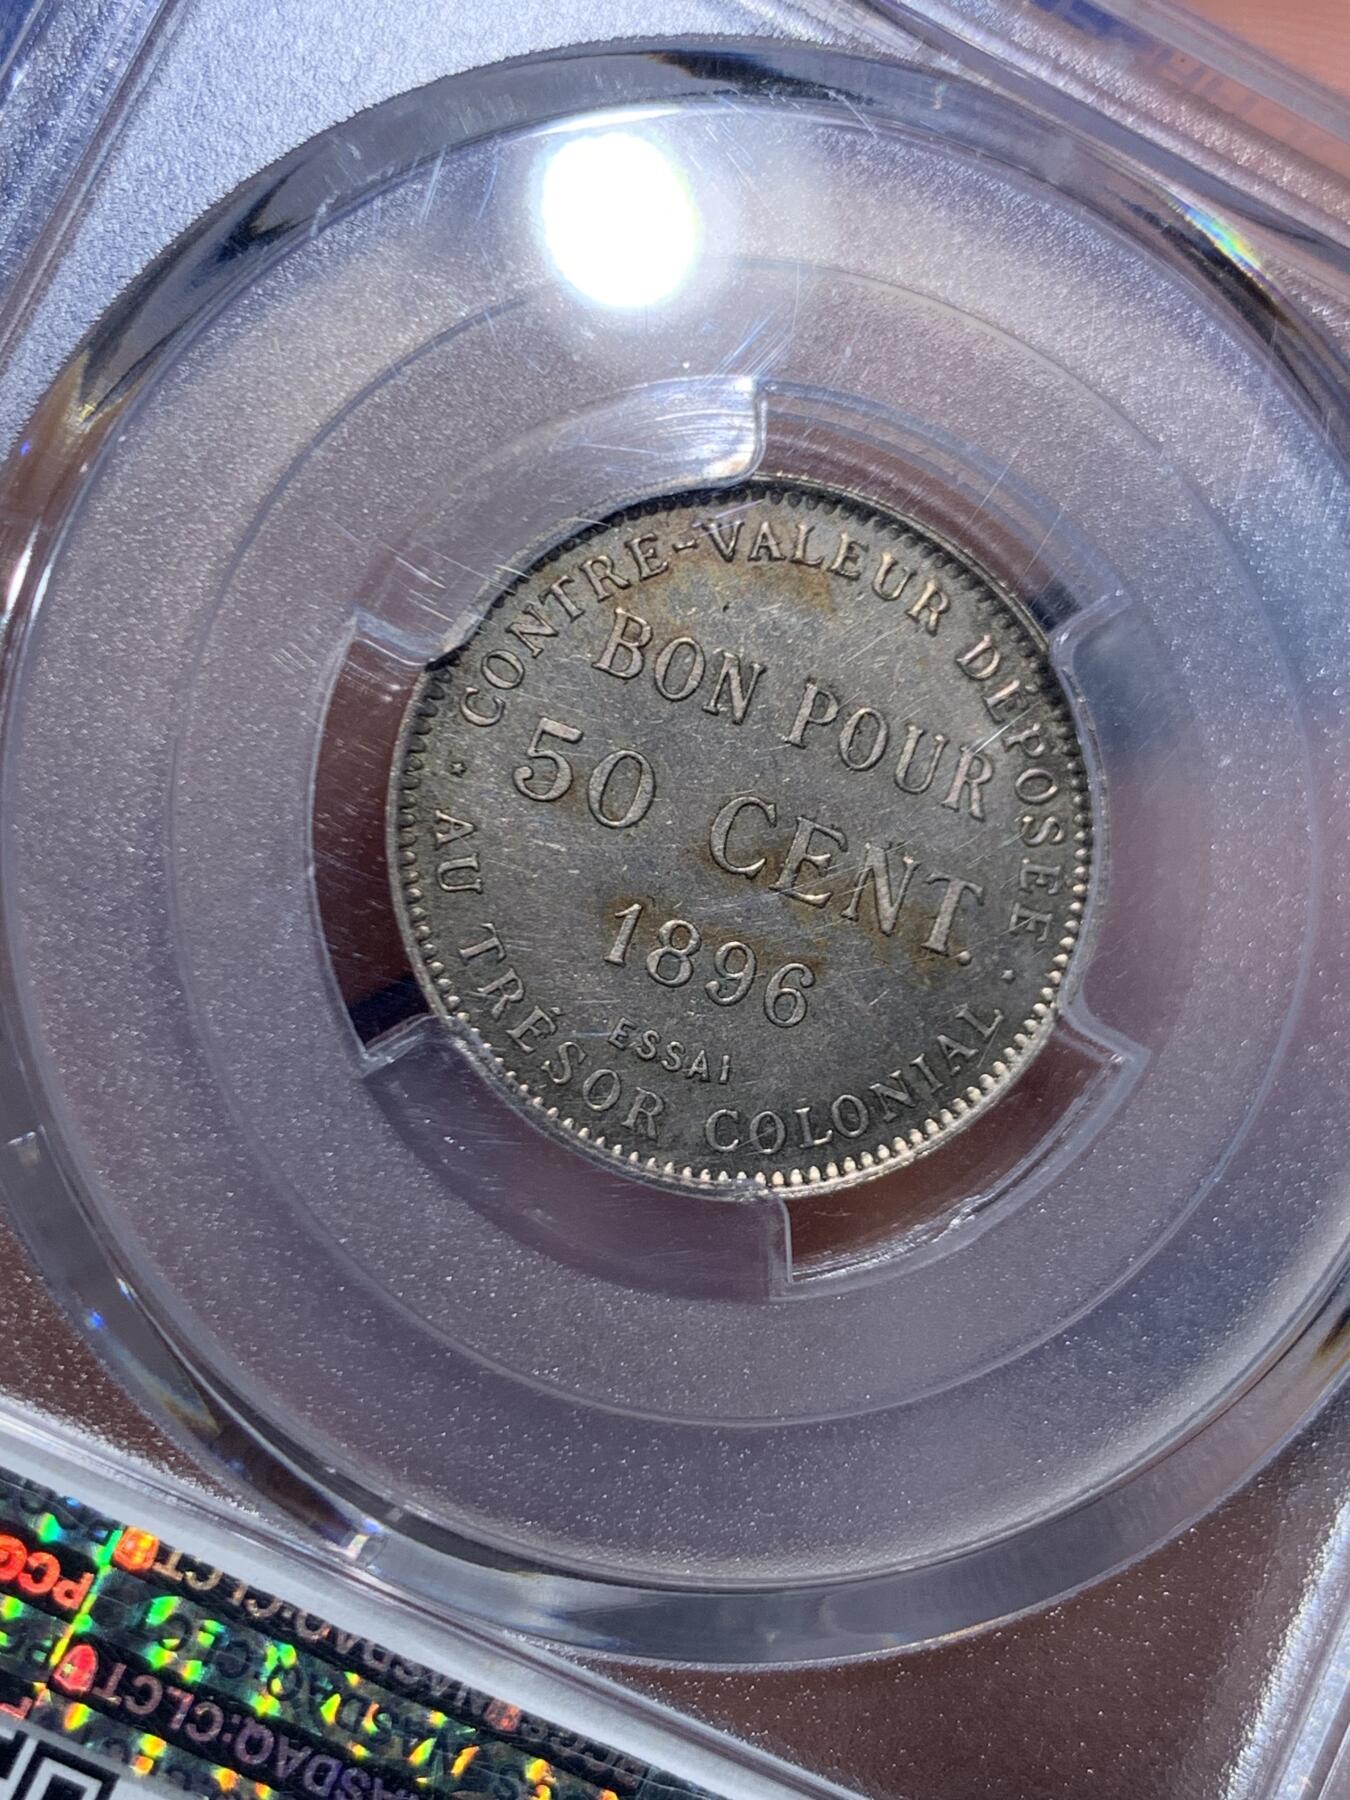 CONTRE-VALEUR DÉPOSÉE
BON POUR
50 CENT.
1896
ESSAI
AU TRÉSOR COLONIAL
NASDAQ:CLCT